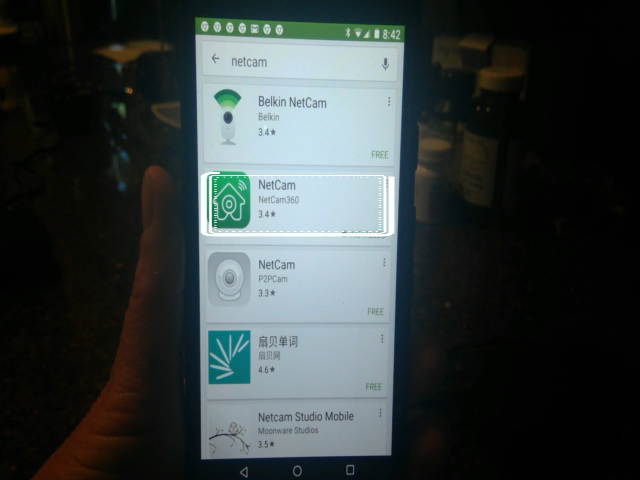 8:42
netcam
Belkin NetCam
Belkin
3.4★
FREE
NetCam
NetCam360
3.4★
NetCam
P2PCam
3.3★
FREE
扇贝单词
扇贝网
4.6★
FREE
Netcam Studio Mobile
Moonware Studios
3.5★